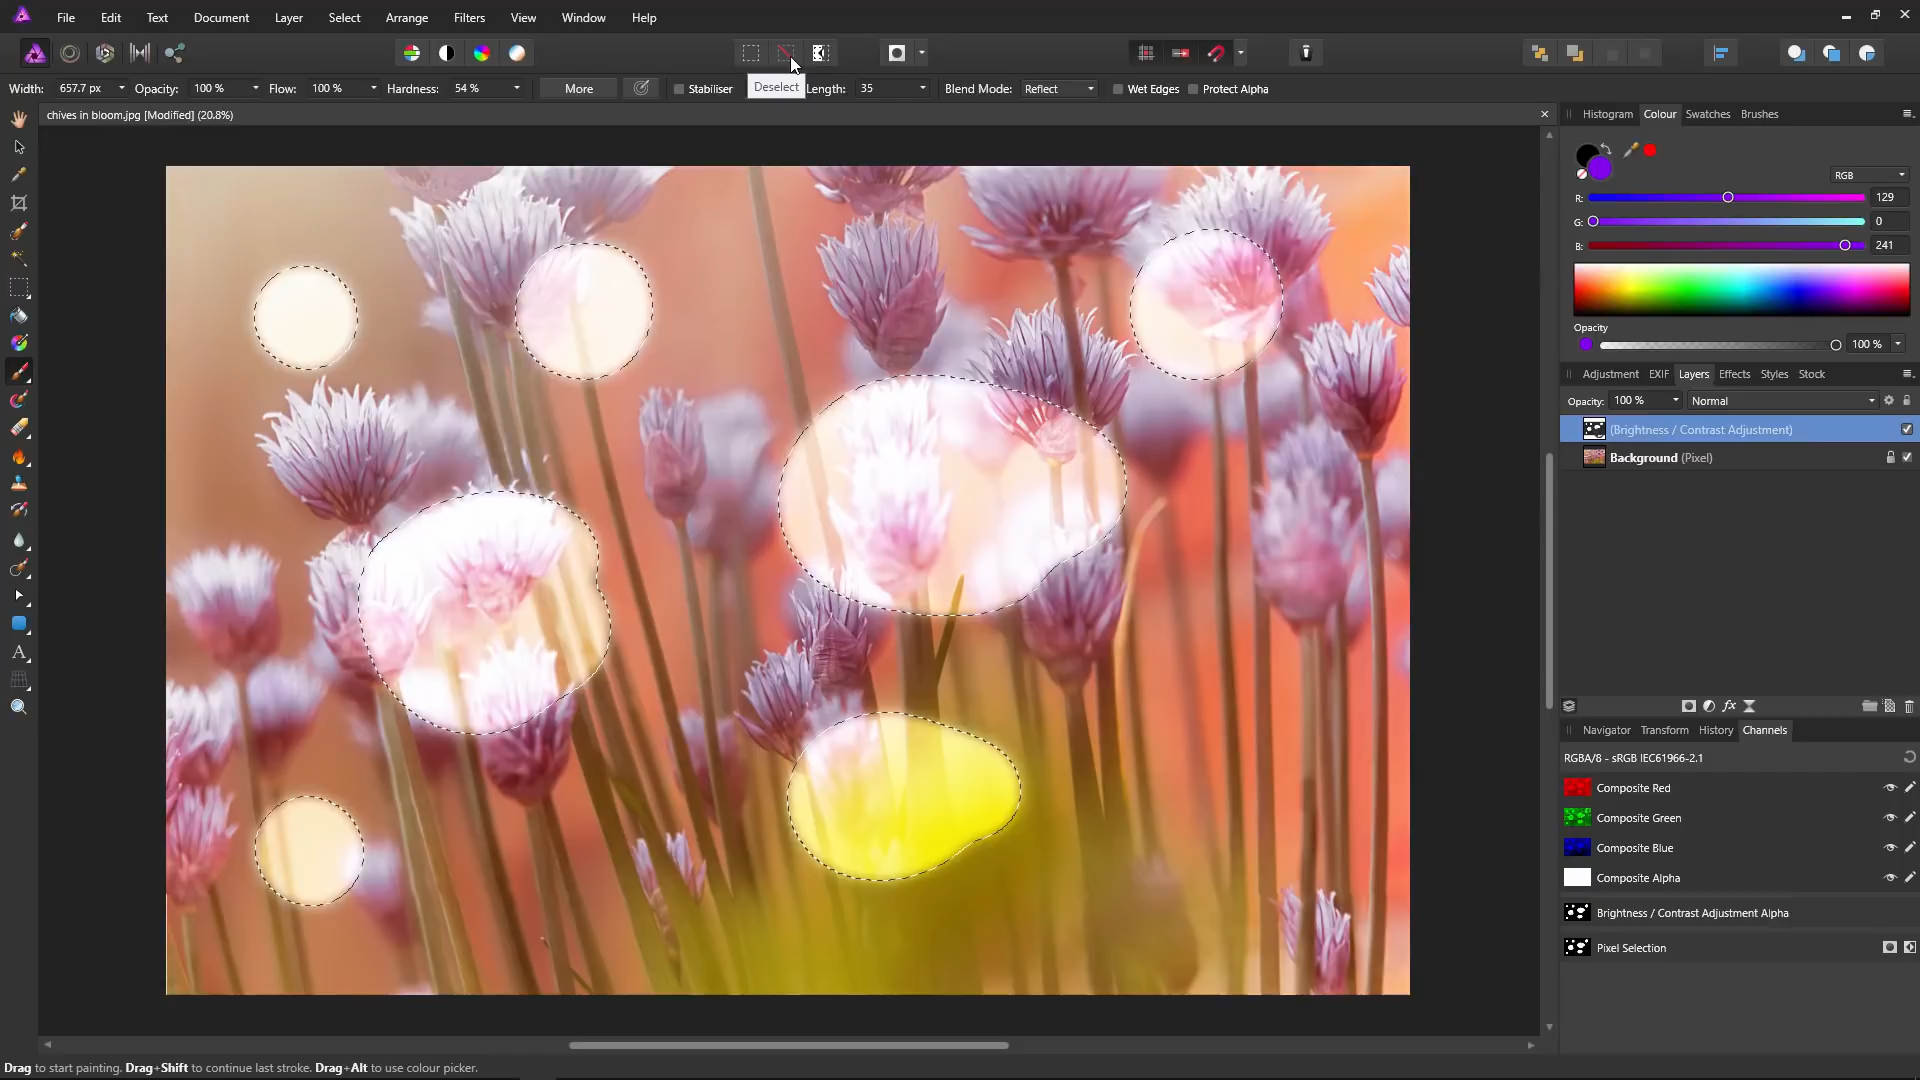 File Edit Text Document Layer Select Arrange Filters View Window Help
Width: 657.7 px Opacity: 100 % Flow: 100 % Hardness: 54 % More Stabiliser Length: 35 Blend Mode: Reflect Wet Edges Protect Alpha
Deselect
chives in bloom.jpg [Modified] (20.8%)
Histogram Colour Swatches Brushes
RGB
R: 129
G: 0
B: 241
Opacity
100 %
Adjustment EXIF Layers Effects Styles Stock
Opacity: 100 % Normal
(Brightness / Contrast Adjustment)
Background (Pixel)
fx
Navigator Transform History Channels
RGBA/8 - sRGB IEC61966-2.1
Composite Red
Composite Green
Composite Blue
Composite Alpha
Brightness / Contrast Adjustment Alpha
Pixel Selection
Drag to start painting. Drag+Shift to continue last stroke. Drag+Alt to use colour picker.